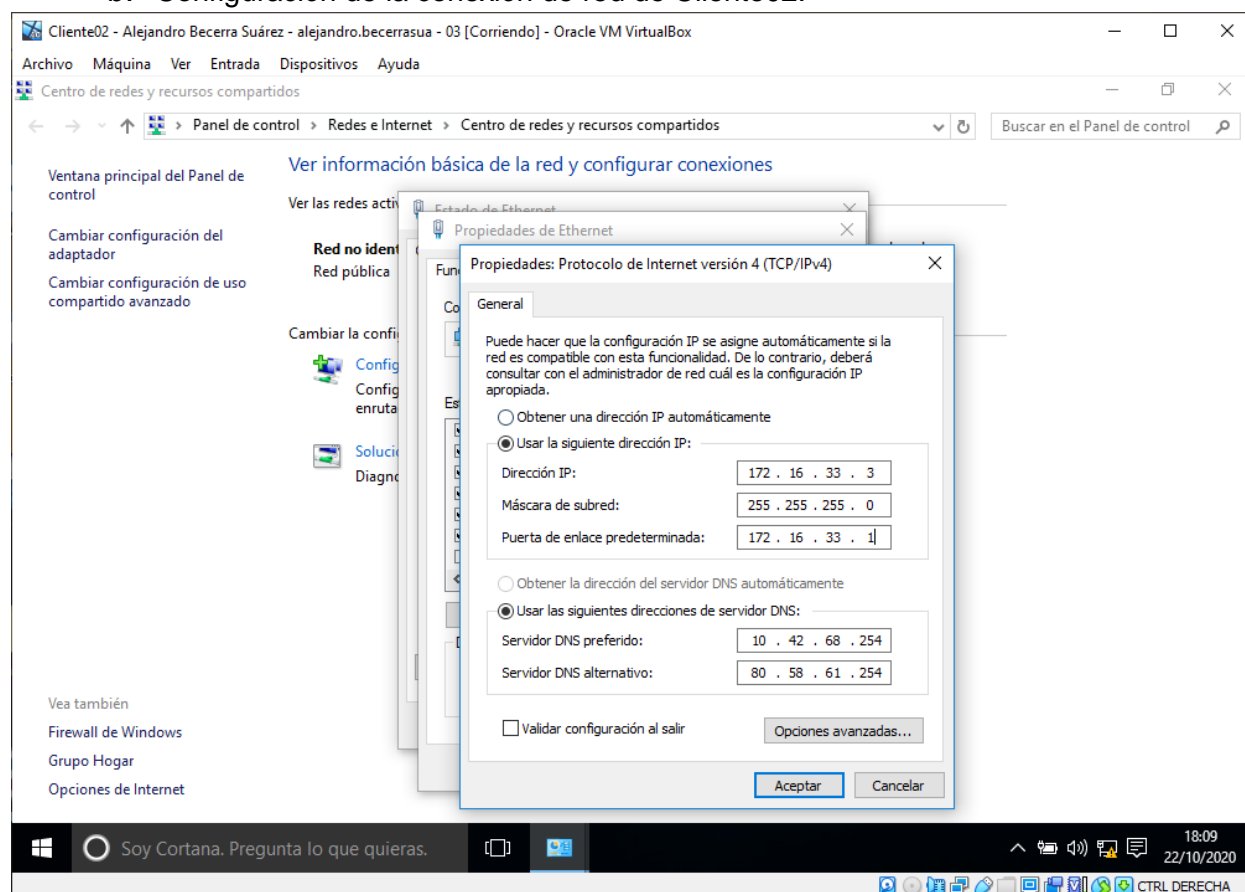 b. Configuración de la conexión de red de Cliente02.
Cliente02 - Alejandro Becerra Suárez - alejandro.becerrasua - 03 [Corriendo] - Oracle VM VirtualBox
Archivo Máquina Ver Entrada Dispositivos Ayuda
Centro de redes y recursos compartidos
Panel de control > Redes e Internet > Centro de redes y recursos compartidos
Buscar en el Panel de control
Ventana principal del Panel de
control
Cambiar configuración del
adaptador
Cambiar configuración de uso
compartido avanzado
Ver información básica de la red y configurar conexiones
Ver las redes activ
Red no ident
Red pública
Cambiar la confi
Config
Config
enruta
Soluci
Diagno
Estado de Ethernet
Propiedades de Ethernet
Fun
Co
Es
Propiedades: Protocolo de Internet versión 4 (TCP/IPv4)
General
Puede hacer que la configuración IP se asigne automáticamente si la
red es compatible con esta funcionalidad. De lo contrario, deberá
consultar con el administrador de red cuál es la configuración IP
apropiada.
Obtener una dirección IP automáticamente
Usar la siguiente dirección IP:
Dirección IP: 172 . 16 . 33 . 3
Máscara de subred: 255 . 255 . 255 . 0
Puerta de enlace predeterminada: 172 . 16 . 33 . 1
Obtener la dirección del servidor DNS automáticamente
Usar las siguientes direcciones de servidor DNS:
Servidor DNS preferido: 10 . 42 . 68 . 254
Servidor DNS alternativo: 80 . 58 . 61 . 254
Validar configuración al salir
Opciones avanzadas...
Aceptar Cancelar
Vea también
Firewall de Windows
Grupo Hogar
Opciones de Internet
Soy Cortana. Pregunta lo que quieras.
18:09
22/10/2020
CTRL DERECHA